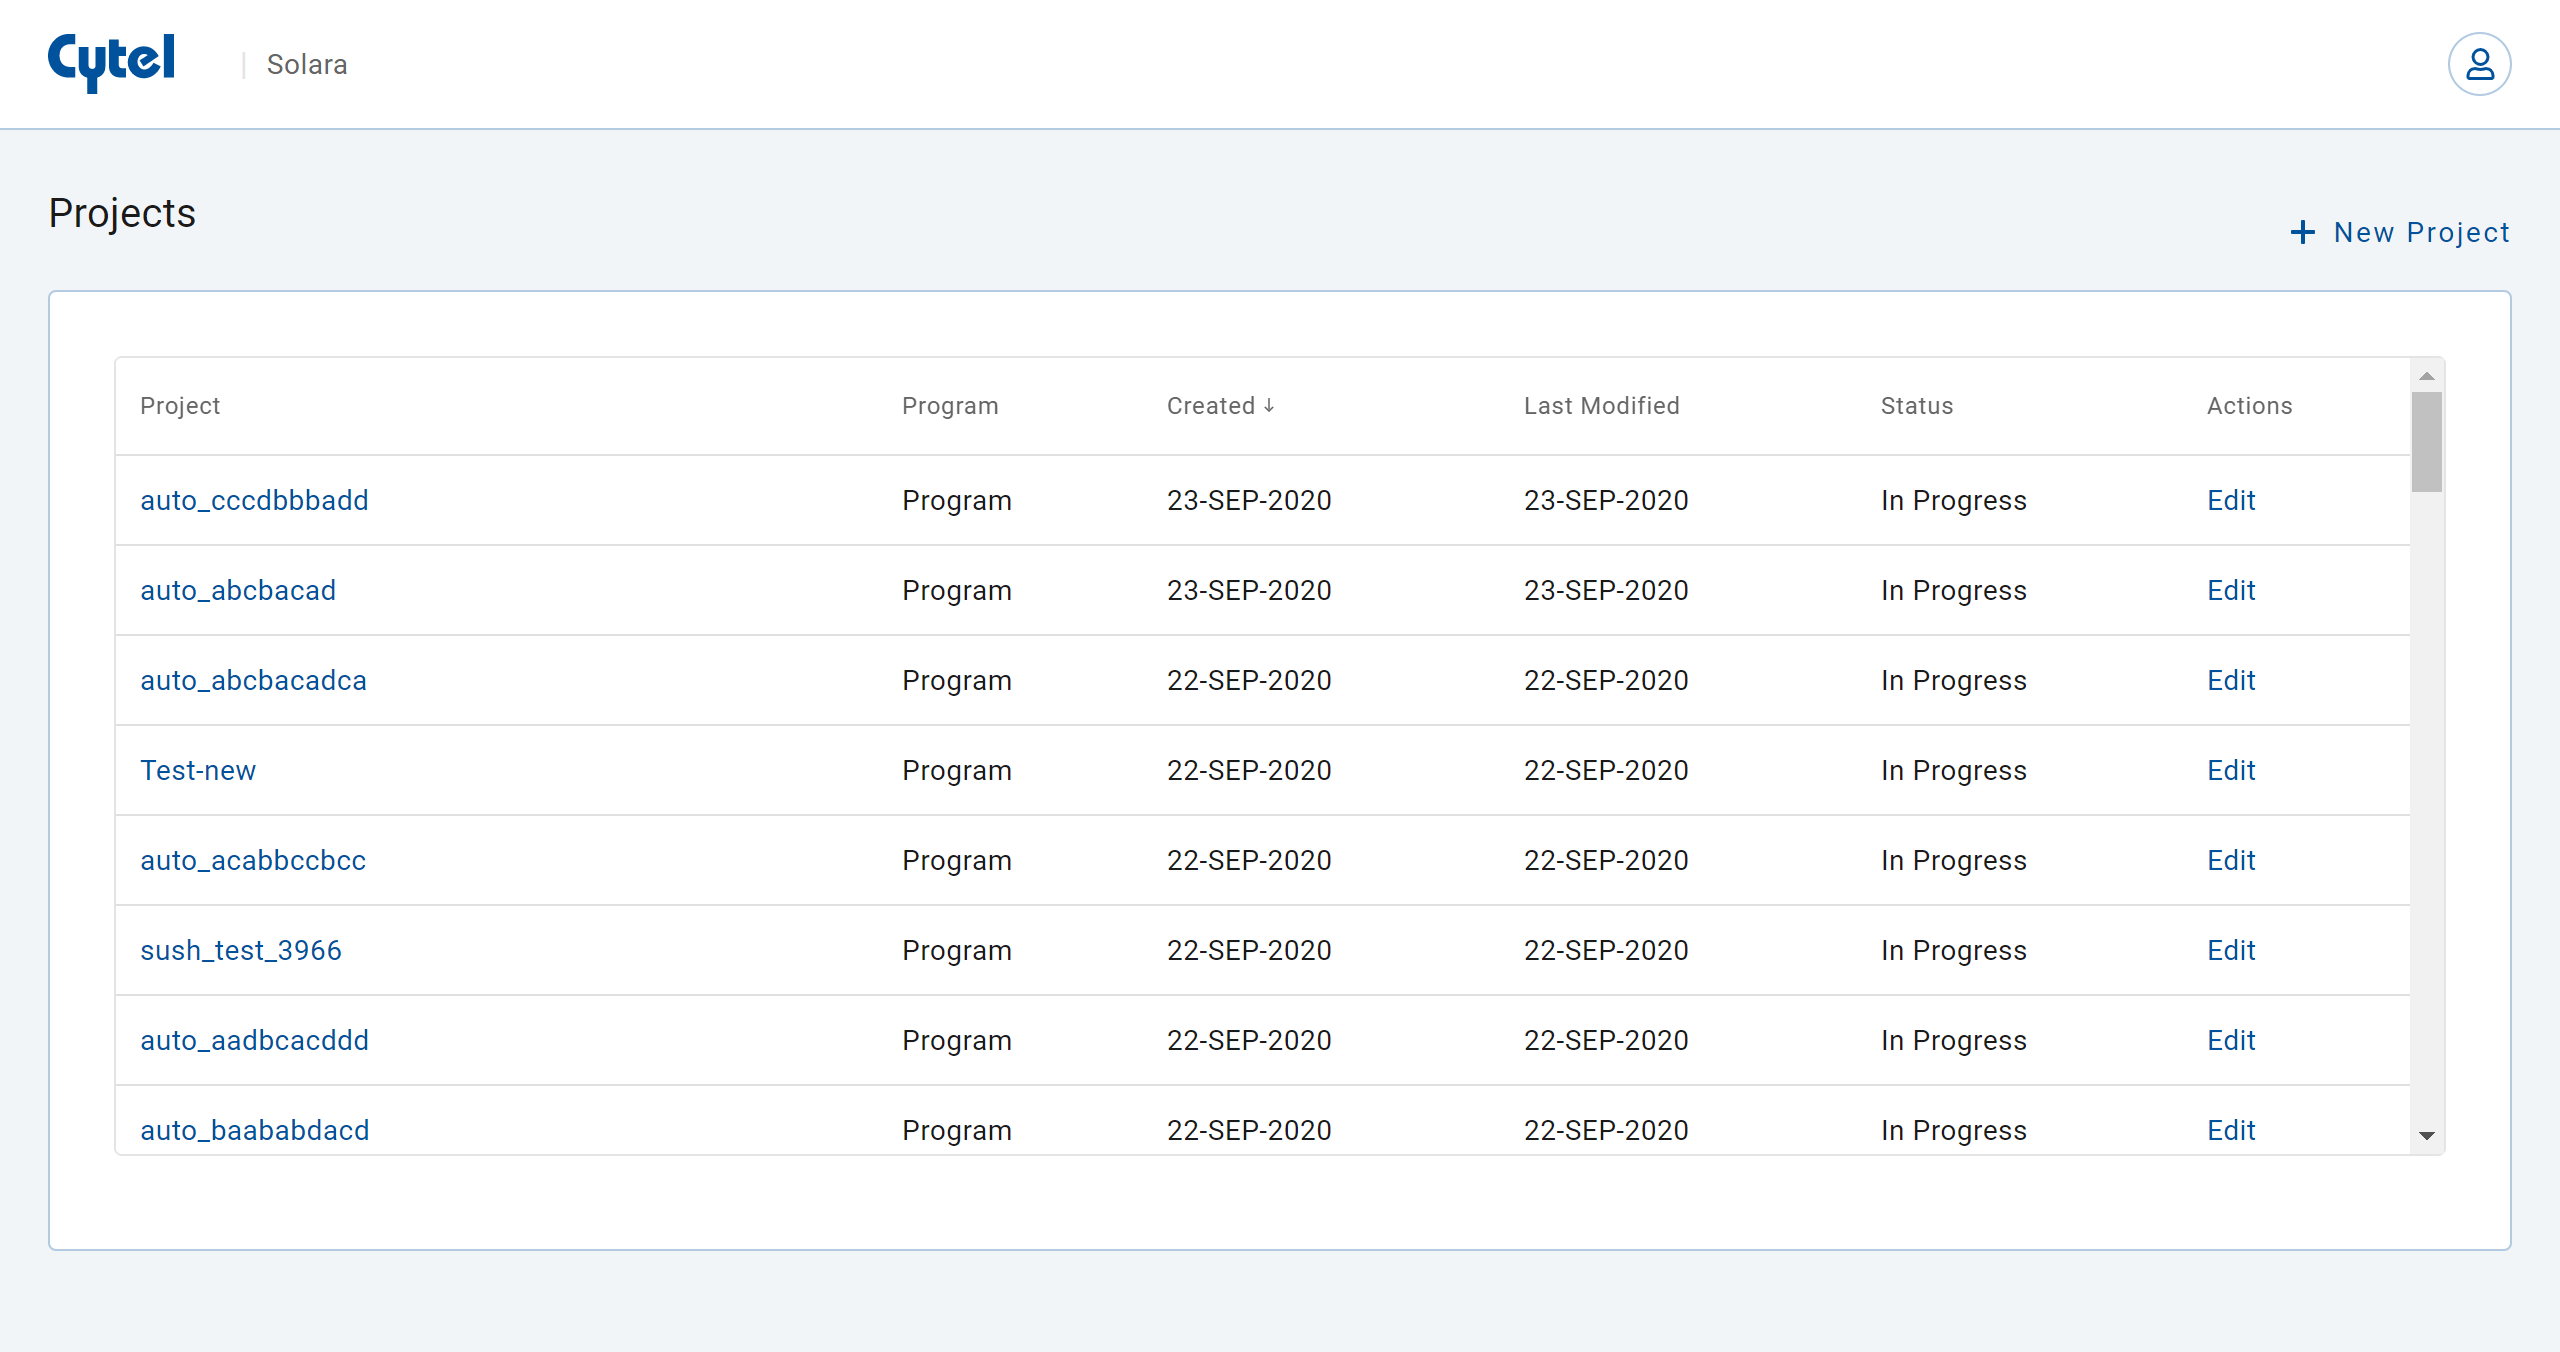 Cytel | Solara
Projects
+ New Project
Project Program Created ↓ Last Modified Status Actions
auto_cccdbbbadd Program 23-SEP-2020 23-SEP-2020 In Progress Edit
auto_abcbacad Program 23-SEP-2020 23-SEP-2020 In Progress Edit
auto_abcbacadca Program 22-SEP-2020 22-SEP-2020 In Progress Edit
Test-new Program 22-SEP-2020 22-SEP-2020 In Progress Edit
auto_acabbccbcc Program 22-SEP-2020 22-SEP-2020 In Progress Edit
sush_test_3966 Program 22-SEP-2020 22-SEP-2020 In Progress Edit
auto_aadbcacddd Program 22-SEP-2020 22-SEP-2020 In Progress Edit
auto_baababdacd Program 22-SEP-2020 22-SEP-2020 In Progress Edit